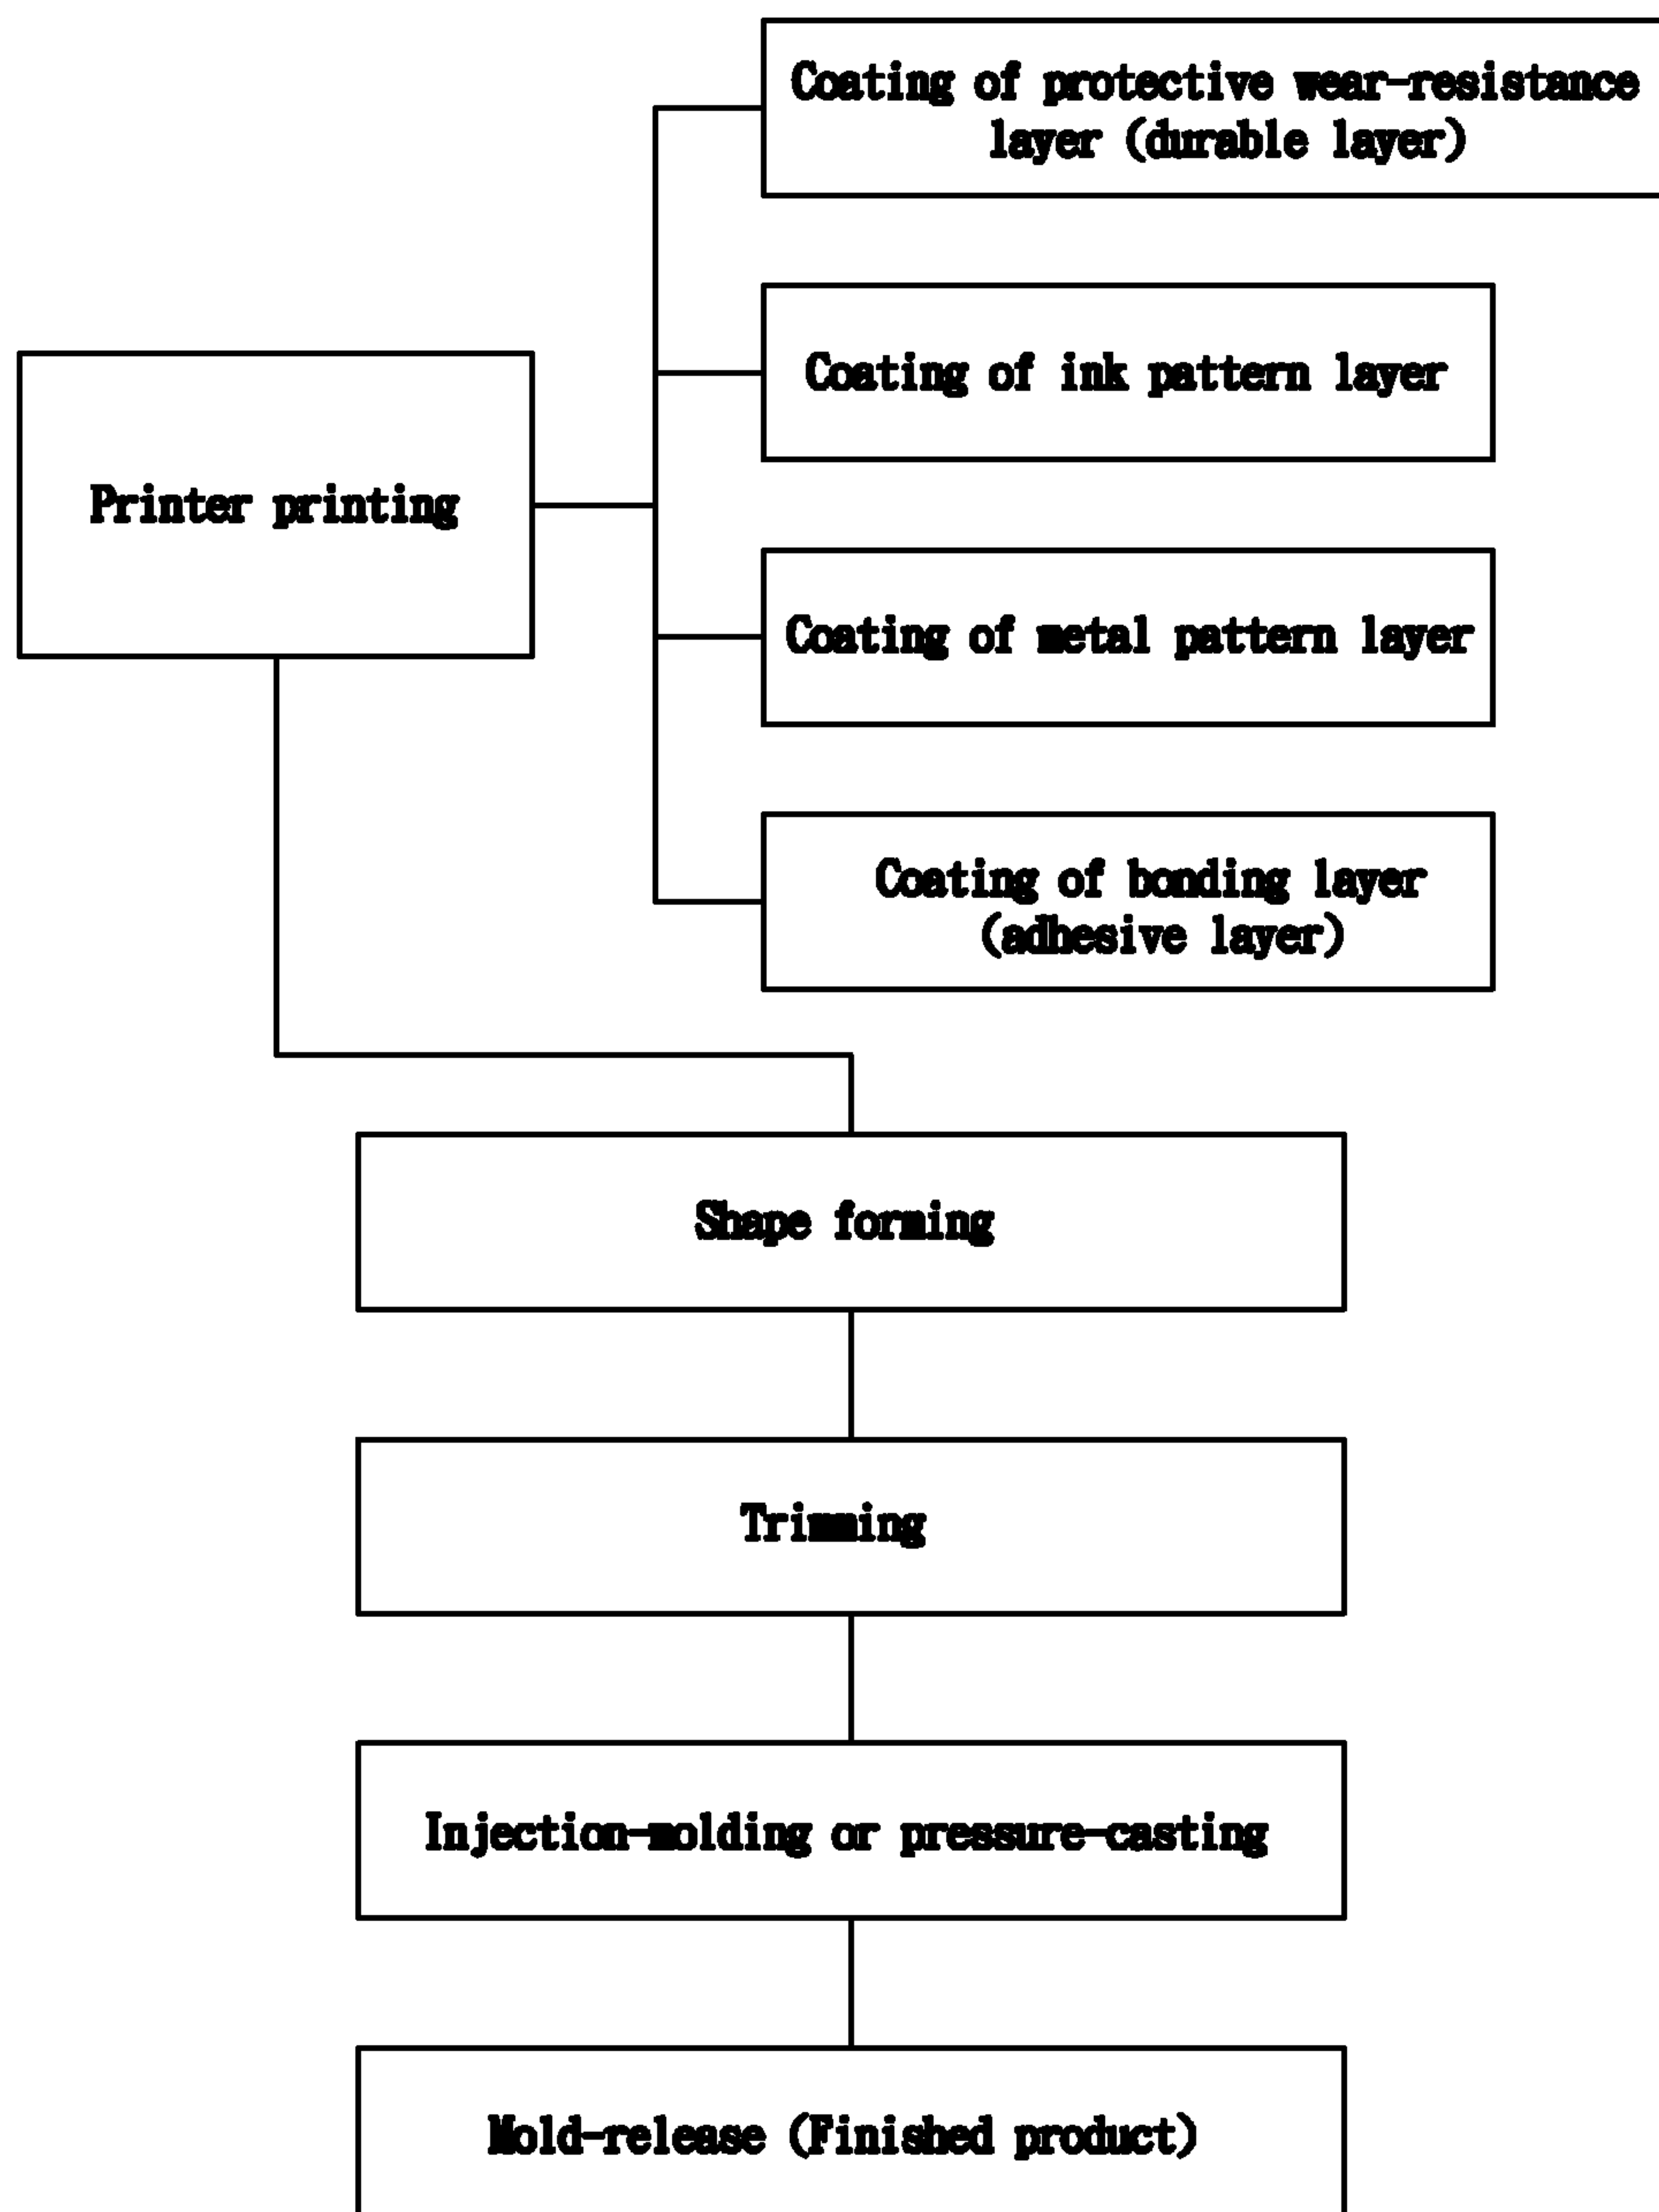 Coating of protective wear-resistance
layer (durable layer)
Coating of ink pattern layer
Printer printing
Coating of metal pattern layer
Coating of bonding layer
(adhesive layer)
Shape forming
Trimming
Injection-molding or pressure-casting
Mold-release (Finished product)